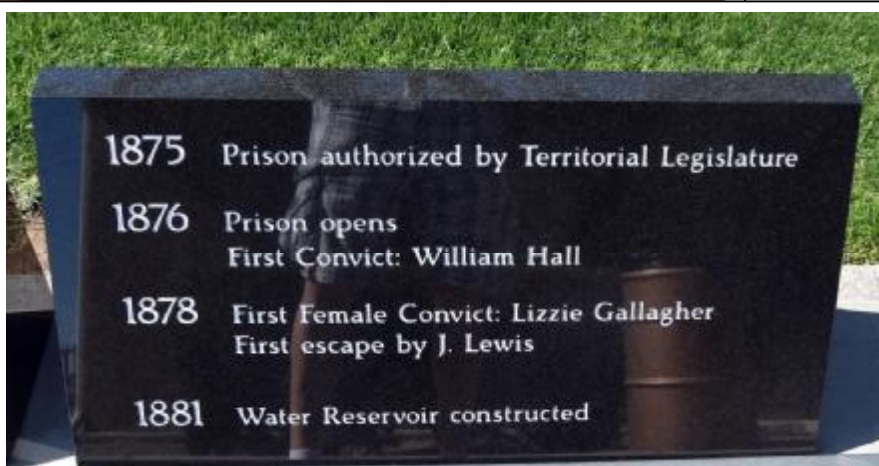 1875 Prison authorized by Territorial Legislature
1876 Prison opens
First Convict: William Hall
1878 First Female Convict: Lizzie Gallagher
First escape by J. Lewis
1881 Water Reservoir constructed